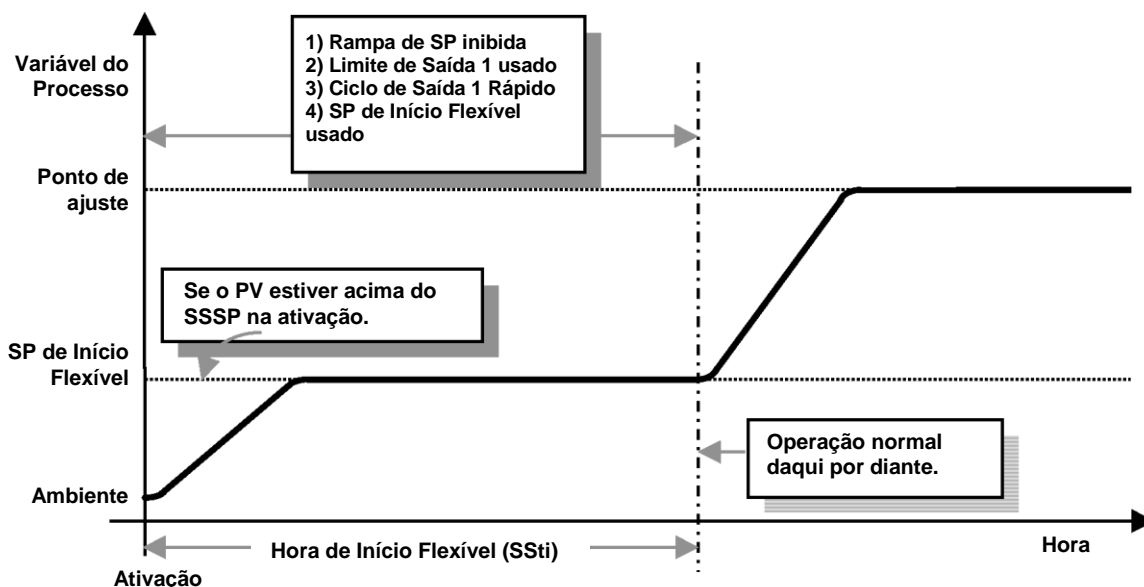 Variável do
Processo
1) Rampa de SP inibida
2) Limite de Saída 1 usado
3) Ciclo de Saída 1 Rápido
4) SP de Início Flexível
usado
Ponto de
ajuste
Se o PV estiver acima do
SSSP na ativação.
SP de Início
Flexível
Operação normal
daqui por diante.
Ambiente
Hora de Início Flexível (SSti)
Hora
Ativação